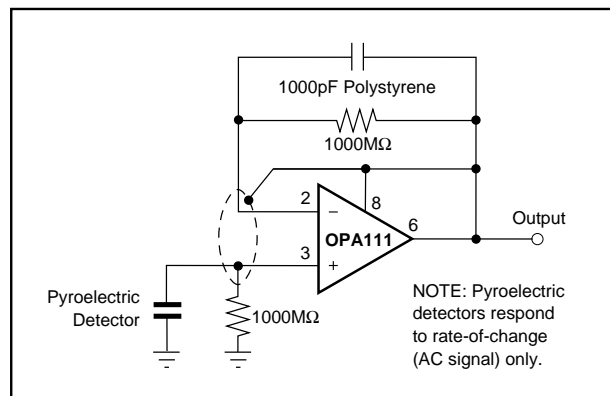 1000pF Polystyrene
1000MΩ
2
–
8
6
OPA111
Output
3
+
Pyroelectric
Detector
1000MΩ
NOTE: Pyroelectric
detectors respond
to rate-of-change
(AC signal) only.